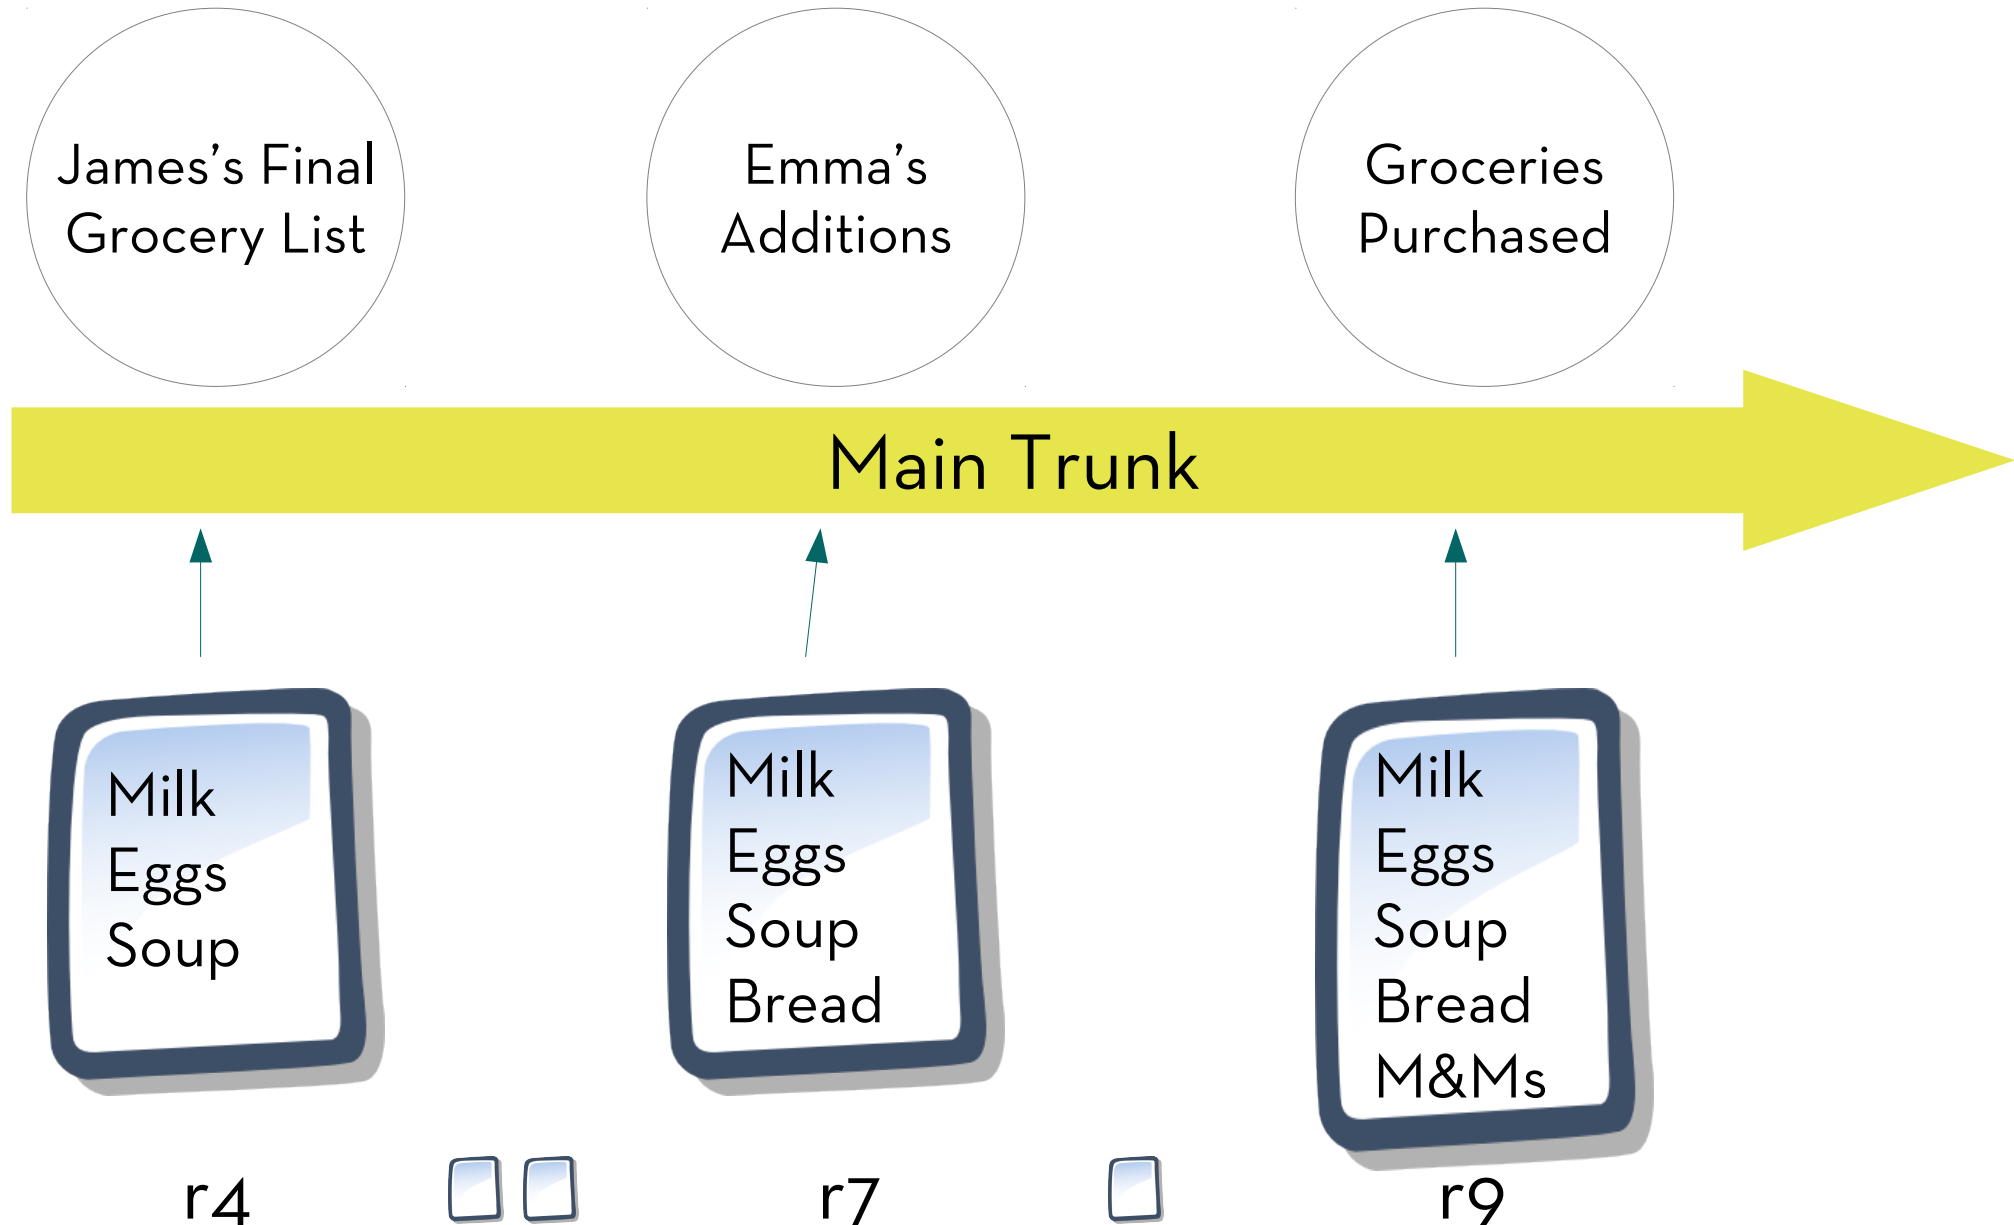 James’s Final
Grocery List
Emma’s
Additions
Groceries
Purchased
Main Trunk
Milk
Eggs
Soup
Milk
Eggs
Soup
Bread
Milk
Eggs
Soup
Bread
M&Ms
r4
r7
r9